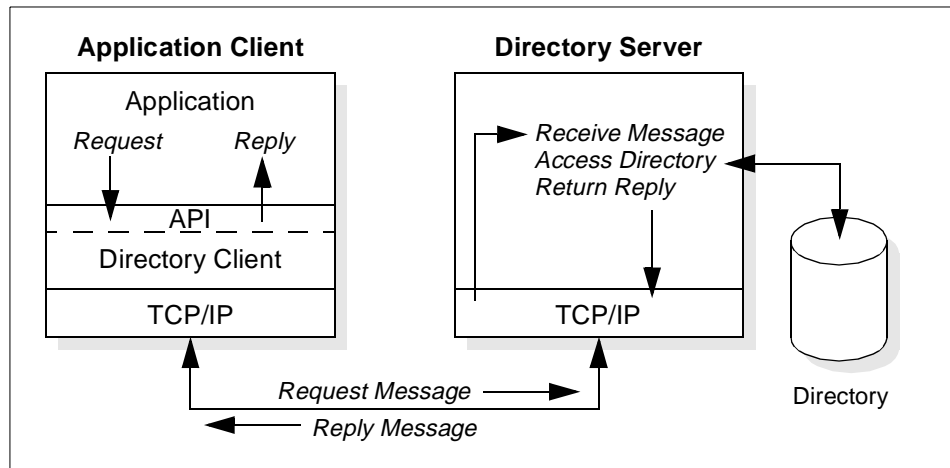 Application Client
Application
Request
Reply
API
Directory Client
TCP/IP
Directory Server
Receive Message
Access Directory
Return Reply
TCP/IP
Directory
Request Message
Reply Message